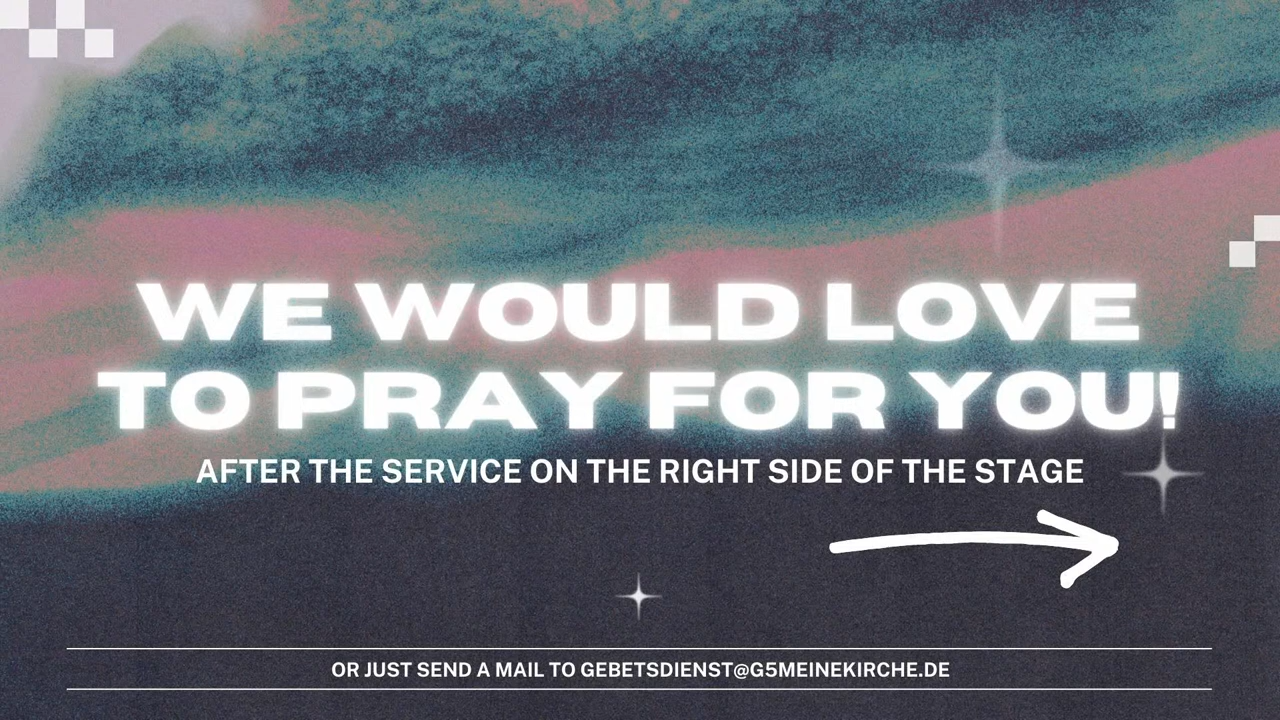 WE WOULD LOVE
TO PRAY FOR YOU!
AFTER THE SERVICE ON THE RIGHT SIDE OF THE STAGE
OR JUST SEND A MAIL TO GEBETSDIENST@G5MEINEKIRCHE.DE